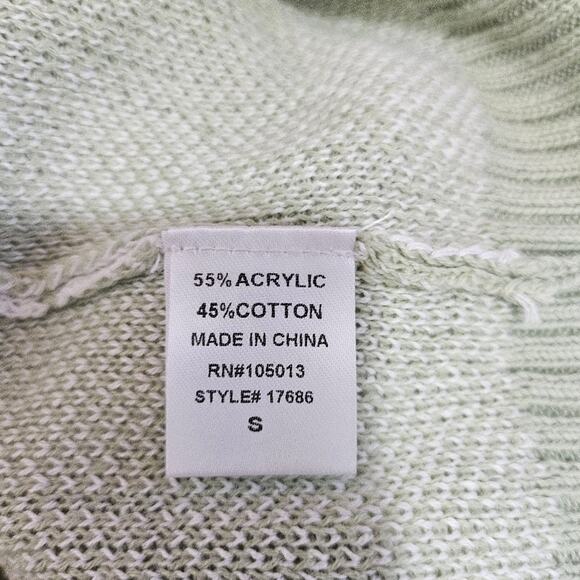 55% ACRYLIC
45%COTTON
MADE IN CHINA
RN#105013
STYLE# 17686
S